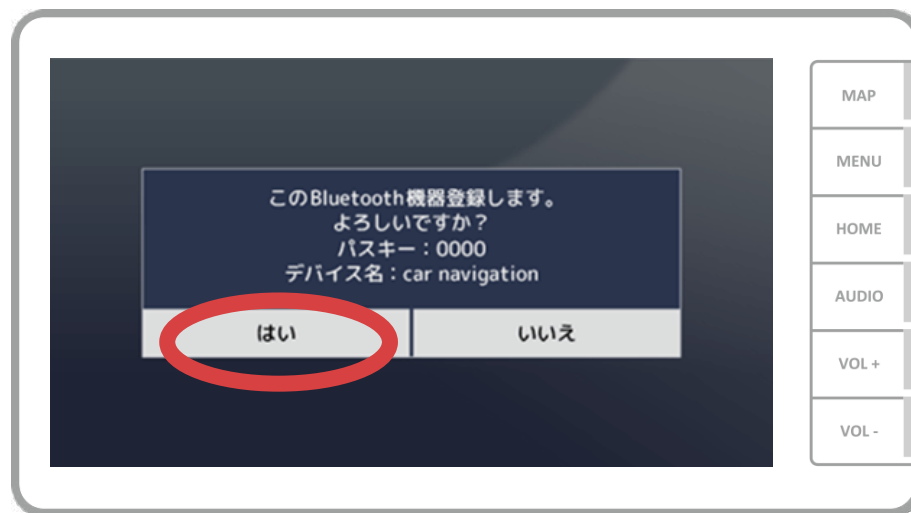 このBluetooth機器登録します。
よろしいですか？
パスキー：0000
デバイス名：car navigation
はい
いいえ
MAP
MENU
HOME
AUDIO
VOL +
VOL -